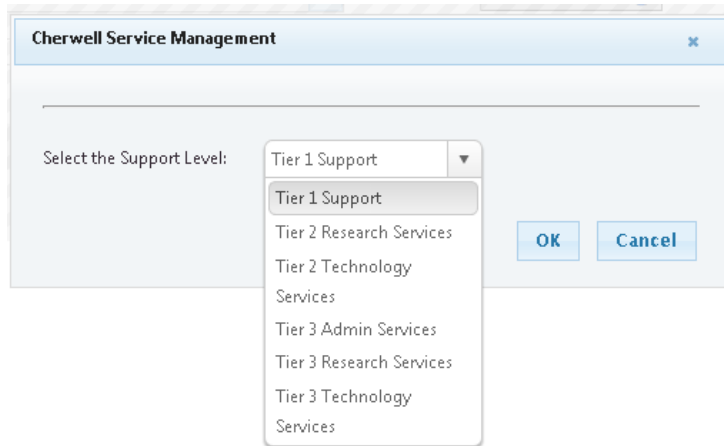 Cherwell Service Management
Select the Support Level:
Tier 1 Support
Tier 1 Support
Tier 2 Research Services
Tier 2 Technology
Services
Tier 3 Admin Services
Tier 3 Research Services
Tier 3 Technology
Services
OK
Cancel